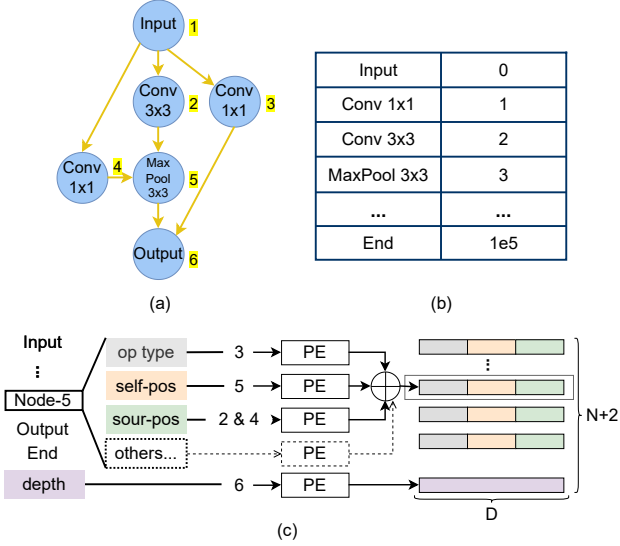 Input
1
Conv
3x3
2
Conv
1x1
3
Conv
1x1
4
Max
Pool
3x3
5
Output
6
(a)
Input 0
Conv 1x1 1
Conv 3x3 2
MaxPool 3x3 3
... ...
End 1e5
(b)
Input
⋮
Node-5
Output
End
op type 3 PE
self-pos 5 PE
sour-pos 2 & 4 PE
others... PE
depth 6 PE
⋮
N+2
D
(c)